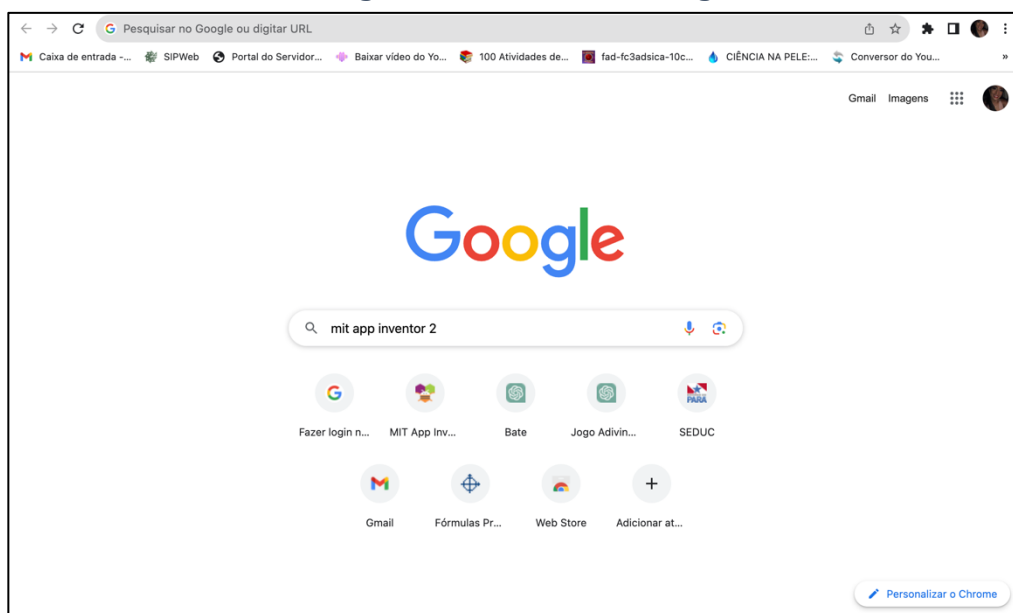 Pesquisar no Google ou digitar URL
Caixa de entrada -... SIPWeb Portal do Servidor... Baixar vídeo do Yo... 100 Atividades de... fad-fc3adsica-10c... CIÊNCIA NA PELE:... Conversor do You... »
Gmail Imagens
Google
mit app inventor 2
Fazer login n... MIT App Inv... Bate Jogo Adivin... SEDUC
Gmail Fórmulas Pr... Web Store Adicionar at...
Personalizar o Chrome